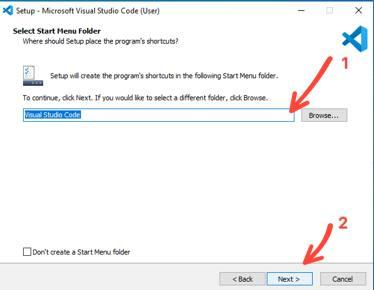 Setup - Microsoft Visual Studio Code (User)
Select Start Menu Folder
Where should Setup place the program's shortcuts?
1
Setup will create the program's shortcuts in the following Start Menu folder.
To continue, click Next. If you would like to select a different folder, click Browse.
Visual Studio Code
Browse...
2
Don't create a Start Menu folder
< Back
Next >
Cancel